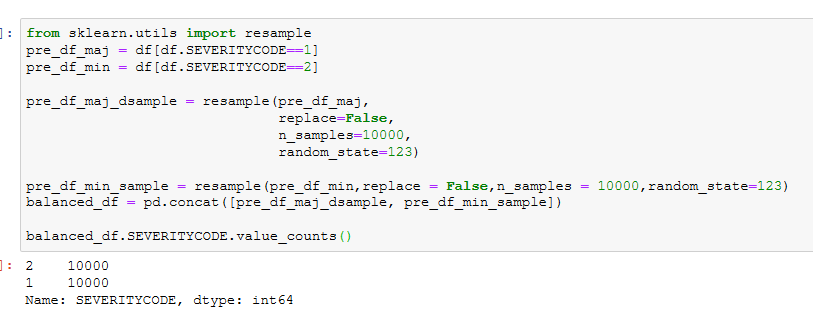 ]: from sklearn.utils import resample
pre_df_maj = df[df.SEVERITYCODE==1]
pre_df_min = df[df.SEVERITYCODE==2]

pre_df_maj_dsample = resample(pre_df_maj,
                              replace=False,
                              n_samples=10000,
                              random_state=123)

pre_df_min_sample = resample(pre_df_min,replace = False,n_samples = 10000,random_state=123)
balanced_df = pd.concat([pre_df_maj_dsample, pre_df_min_sample])

balanced_df.SEVERITYCODE.value_counts()
]: 2    10000
1    10000
Name: SEVERITYCODE, dtype: int64